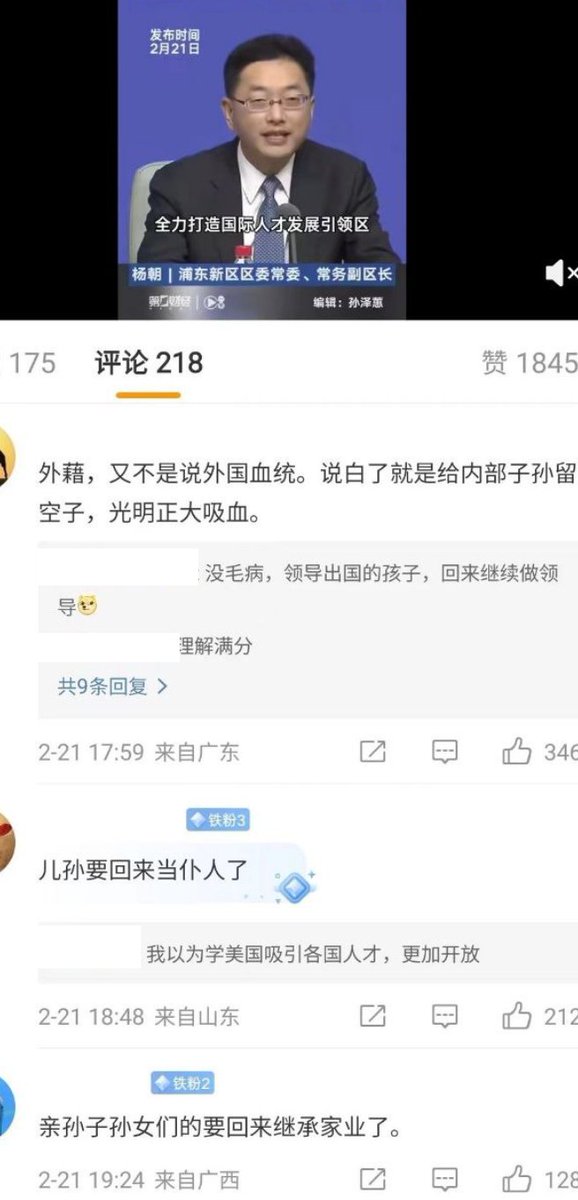 发布时间
2月21日
全力打造国际人才发展引领区
杨朝 | 浦东新区区委常委、常务副区长
第一财经
编辑：孙泽蕙
175
评论 218
赞 1845
外藉，又不是说外国血统。说白了就是给内部子孙留
空子，光明正大吸血。
: 没毛病，领导出国的孩子，回来继续做领
导
理解满分
共9条回复 >
2-21 17:59 来自广东
346
铁粉3
儿孙要回来当仆人了
我以为学美国吸引各国人才，更加开放
2-21 18:48 来自山东
212
铁粉2
亲孙子孙女们的要回来继承家业了。
2-21 19:24 来自广西
128